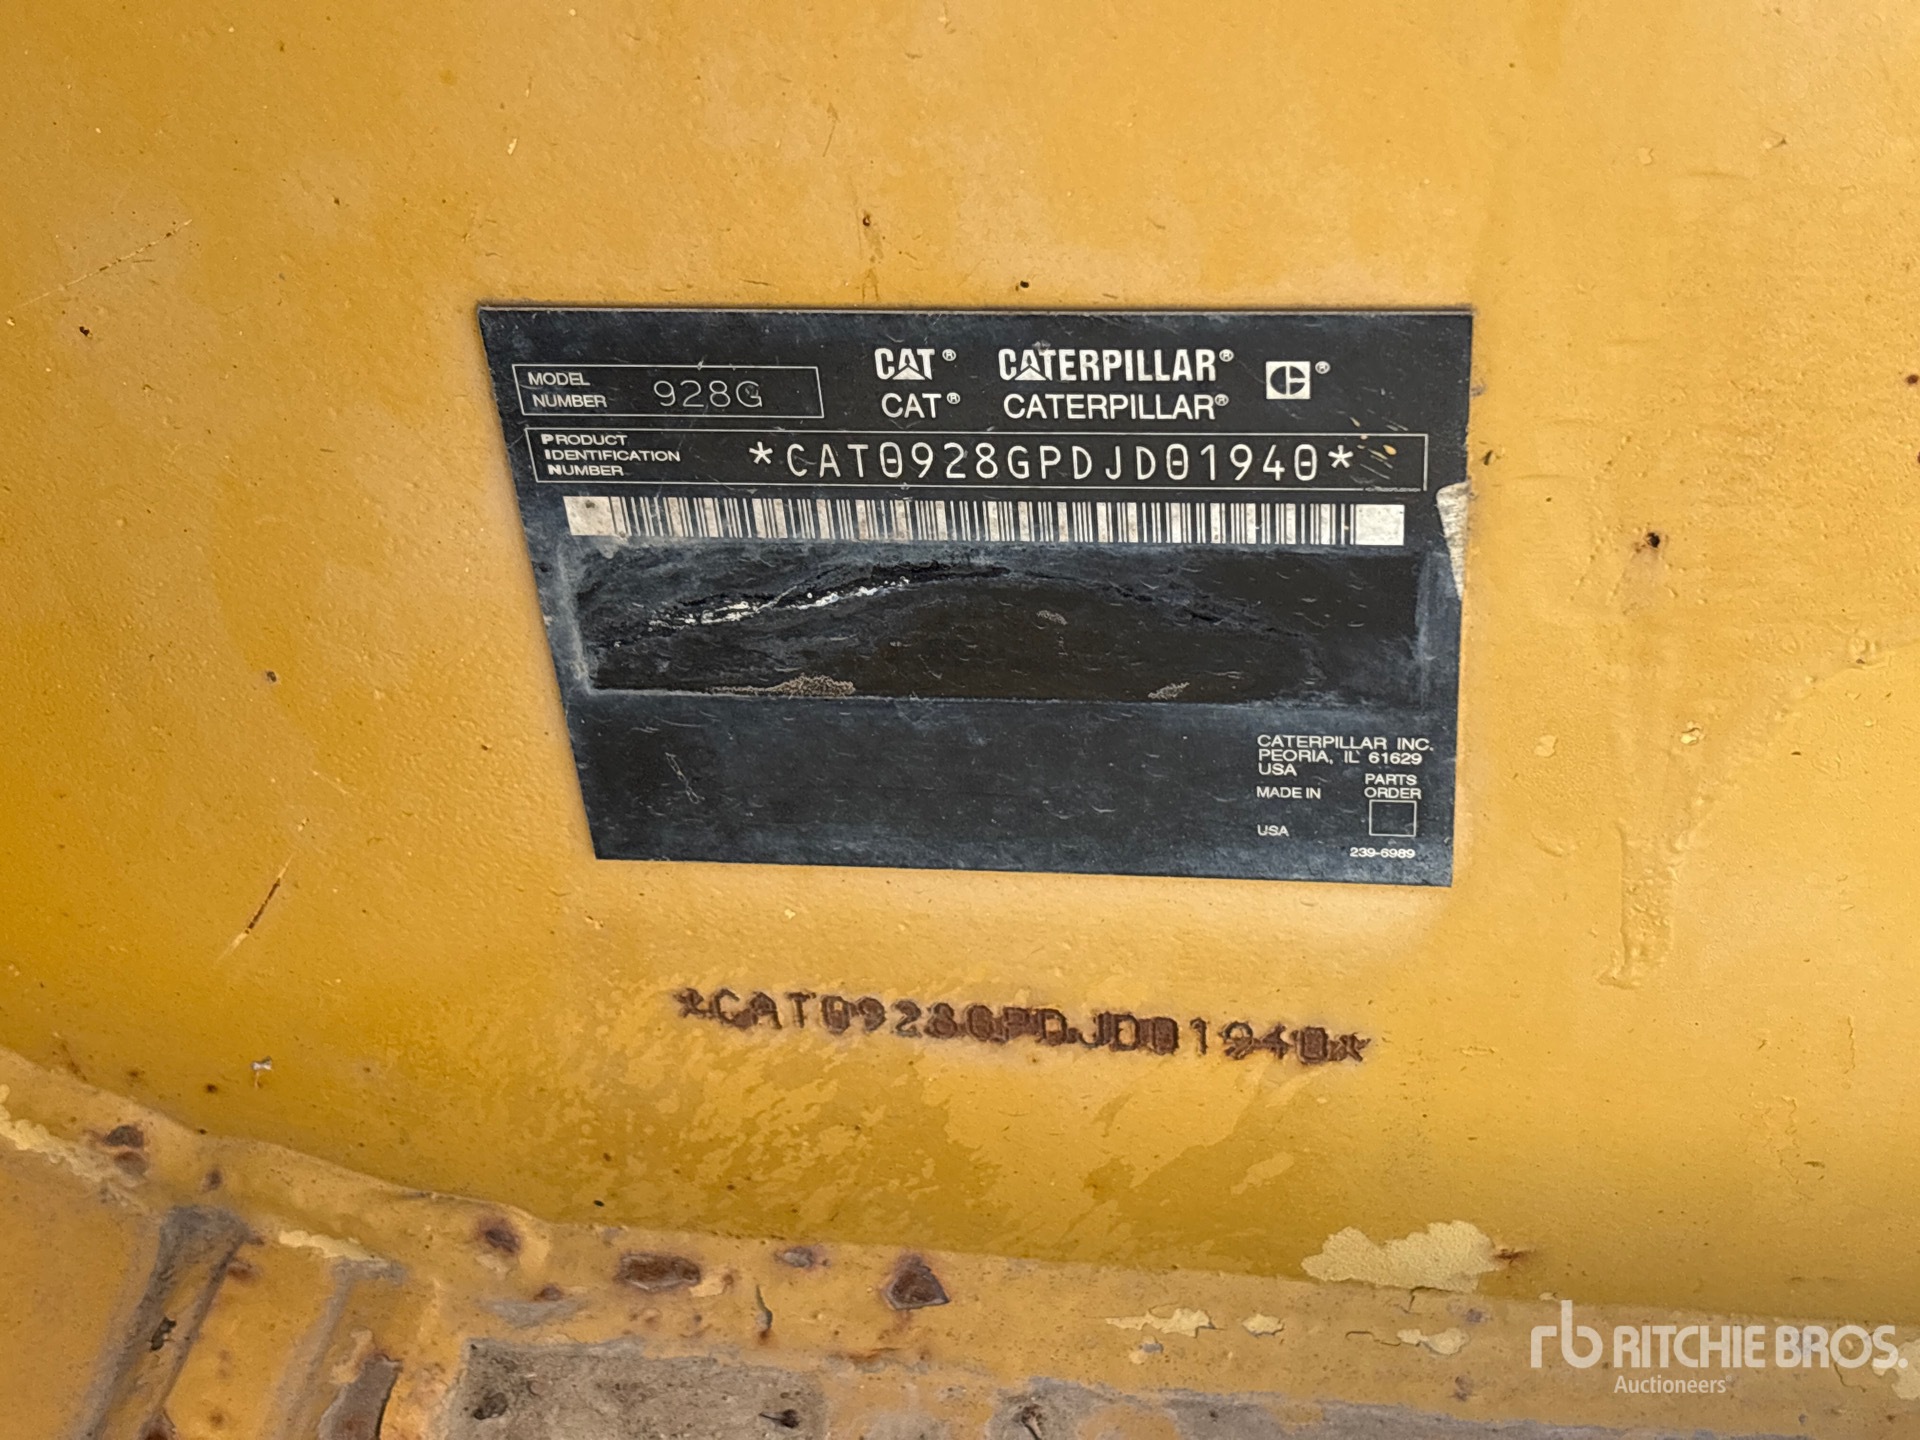 MODEL NUMBER 928G
CAT® CATERPILLAR® C®
CAT® CATERPILLAR®
PRODUCT
IDENTIFICATION
NUMBER
*CAT0928GPDJD01940*
CATERPILLAR INC.
PEORIA, IL 61629
USA
MADE IN
USA
PARTS
ORDER
239-6989
*CAT0928GPDJD01940*
rb RITCHIE BROS.
Auctioneers